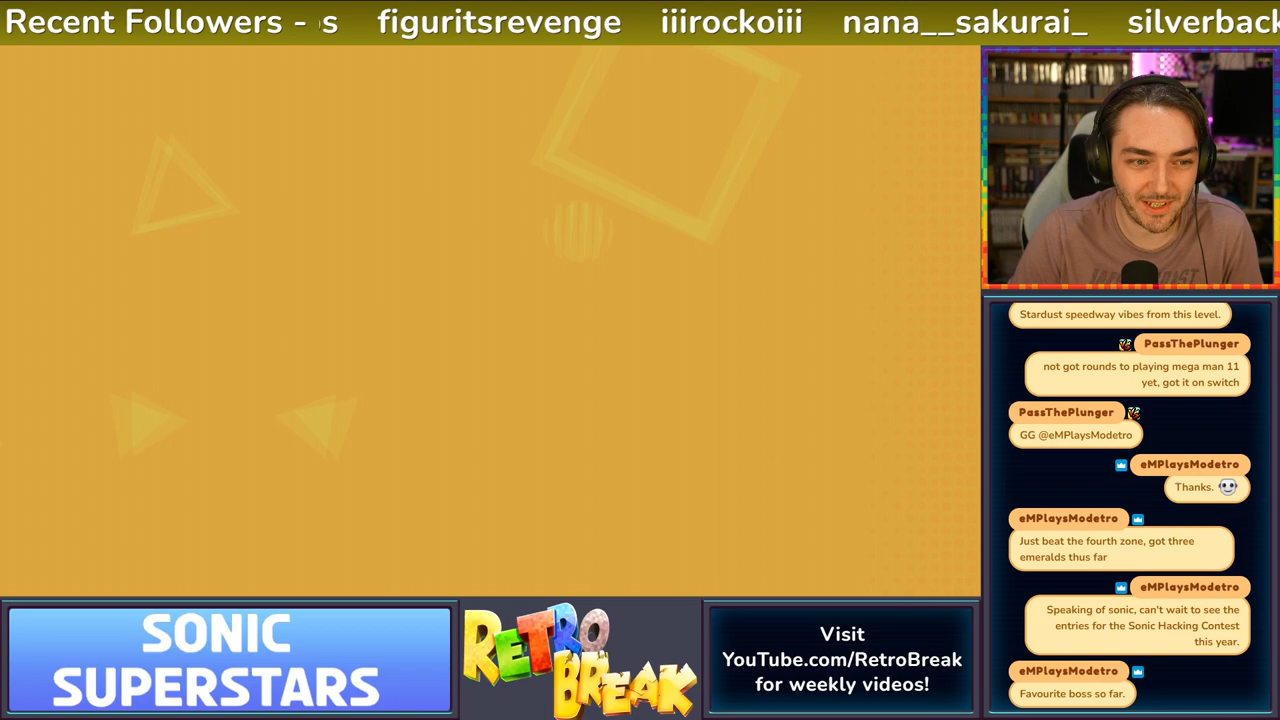 Recent Followers - s figuritsrevenge iiirockoiii nana__sakurai_ silverback
Stardust speedway vibes from this level.
PassThePlunger
not got rounds to playing mega man 11
yet, got it on switch
PassThePlunger
GG @eMPlaysModetro
eMPlaysModetro
Thanks.
eMPlaysModetro
Just beat the fourth zone, got three
emeralds thus far
eMPlaysModetro
Speaking of sonic, can't wait to see the
entries for the Sonic Hacking Contest
this year.
eMPlaysModetro
Favourite boss so far.
SONIC
SUPERSTARS
RETRO
BREAK
Visit
YouTube.com/RetroBreak
for weekly videos!